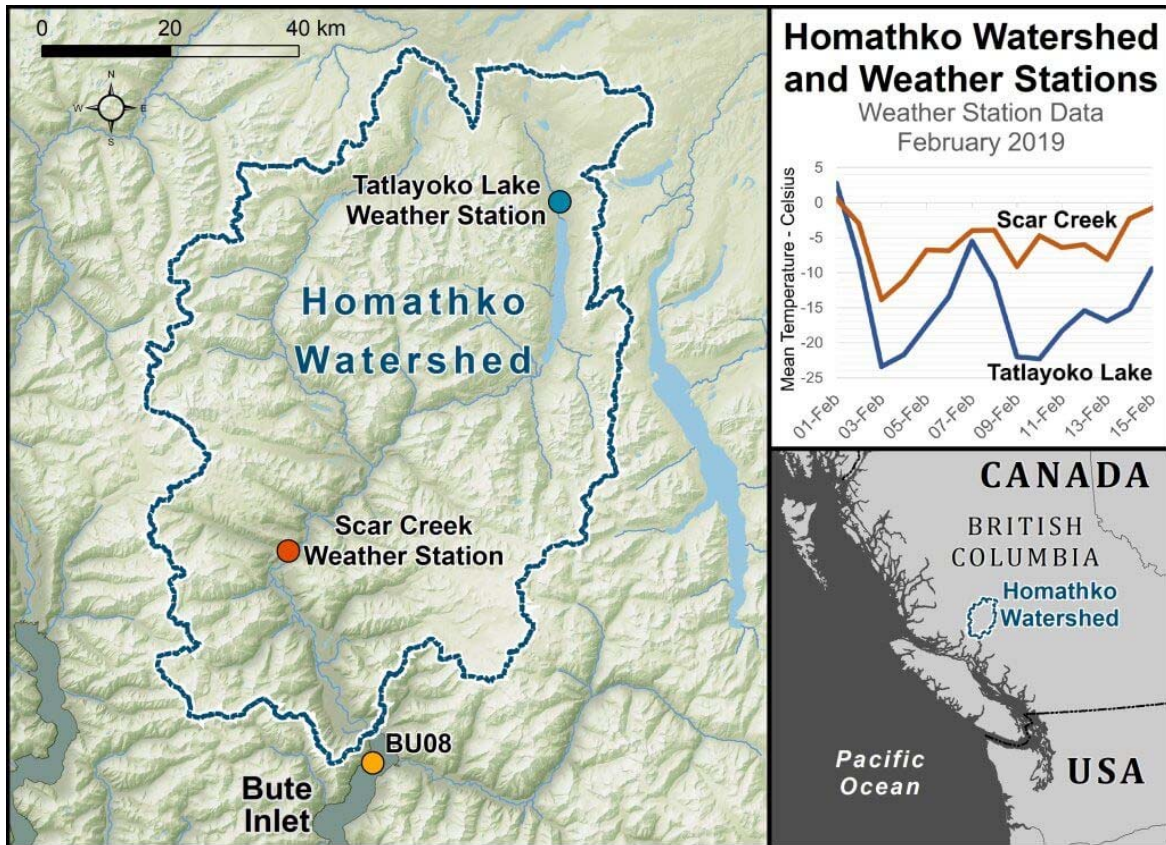 0 20 40 km
N
W E
S
Tatlayoko Lake
Weather Station
Homathko
Watershed
Scar Creek
Weather Station
BU08
Bute
Inlet
Homathko Watershed
and Weather Stations
Weather Station Data
February 2019
Mean Temperature - Celsius
5
0
-5
-10
-15
-20
-25
Scar Creek
Tatlayoko Lake
01-Feb
03-Feb
05-Feb
07-Feb
09-Feb
11-Feb
13-Feb
15-Feb
CANADA
BRITISH
COLUMBIA
Homathko
Watershed
Pacific
Ocean
USA